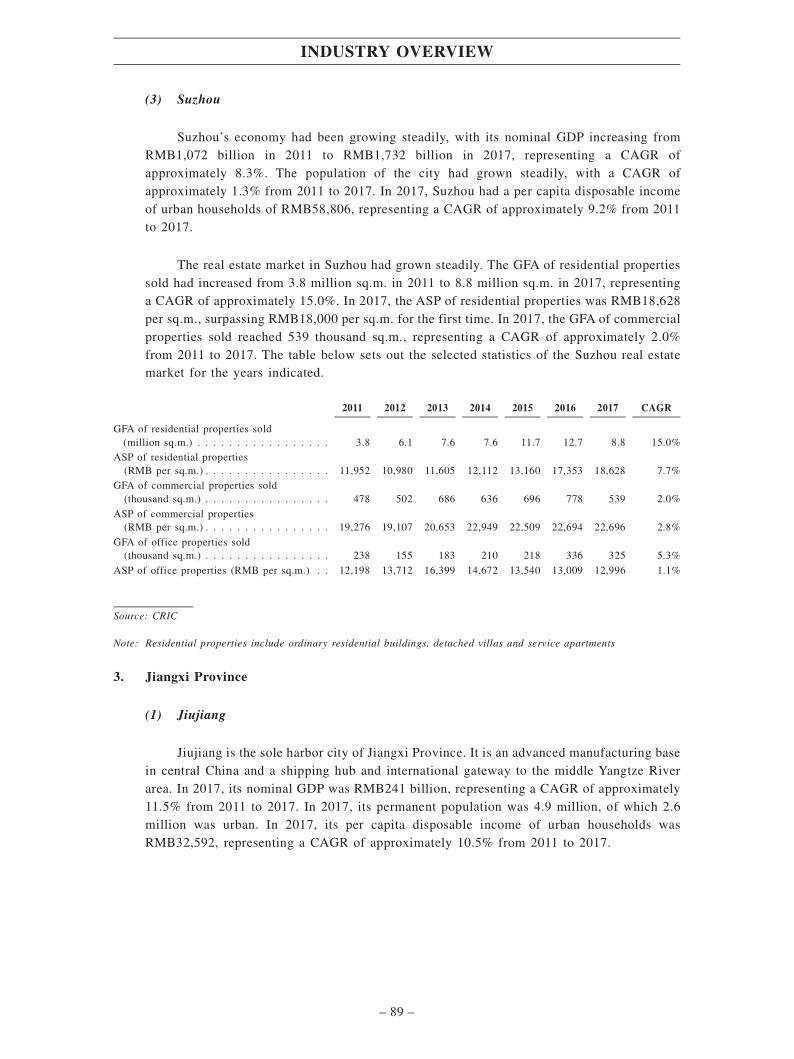 INDUSTRY OVERVIEW
(3) Suzhou
Suzhou’s economy had been growing steadily, with its nominal GDP increasing from
RMB1,072 billion in 2011 to RMB1,732 billion in 2017, representing a CAGR of
approximately 8.3%. The population of the city had grown steadily, with a CAGR of
approximately 1.3% from 2011 to 2017. In 2017, Suzhou had a per capita disposable income
of urban households of RMB58,806, representing a CAGR of approximately 9.2% from 2011
to 2017.
The real estate market in Suzhou had grown steadily. The GFA of residential properties
sold had increased from 3.8 million sq.m. in 2011 to 8.8 million sq.m. in 2017, representing
a CAGR of approximately 15.0%. In 2017, the ASP of residential properties was RMB18,628
per sq.m., surpassing RMB18,000 per sq.m. for the first time. In 2017, the GFA of commercial
properties sold reached 539 thousand sq.m., representing a CAGR of approximately 2.0%
from 2011 to 2017. The table below sets out the selected statistics of the Suzhou real estate
market for the years indicated.
2011 2012 2013 2014 2015 2016 2017 CAGR
GFA of residential properties sold
(million sq.m.) . . . . . . . . . . . . . . . . . 3.8 6.1 7.6 7.6 11.7 12.7 8.8 15.0%
ASP of residential properties
(RMB per sq.m.) . . . . . . . . . . . . . . . . 11,952 10,980 11,605 12,112 13,160 17,353 18,628 7.7%
GFA of commercial properties sold
(thousand sq.m.) . . . . . . . . . . . . . . . . 478 502 686 636 696 778 539 2.0%
ASP of commercial properties
(RMB per sq.m.) . . . . . . . . . . . . . . . . 19,276 19,107 20,653 22,949 22,509 22,694 22,696 2.8%
GFA of office properties sold
(thousand sq.m.) . . . . . . . . . . . . . . . . 238 155 183 210 218 336 325 5.3%
ASP of office properties (RMB per sq.m.) . . 12,198 13,712 16,399 14,672 13,540 13,009 12,996 1.1%
Source: CRIC
Note: Residential properties include ordinary residential buildings, detached villas and service apartments
3. Jiangxi Province
(1) Jiujiang
Jiujiang is the sole harbor city of Jiangxi Province. It is an advanced manufacturing base
in central China and a shipping hub and international gateway to the middle Yangtze River
area. In 2017, its nominal GDP was RMB241 billion, representing a CAGR of approximately
11.5% from 2011 to 2017. In 2017, its permanent population was 4.9 million, of which 2.6
million was urban. In 2017, its per capita disposable income of urban households was
RMB32,592, representing a CAGR of approximately 10.5% from 2011 to 2017.
– 89 –